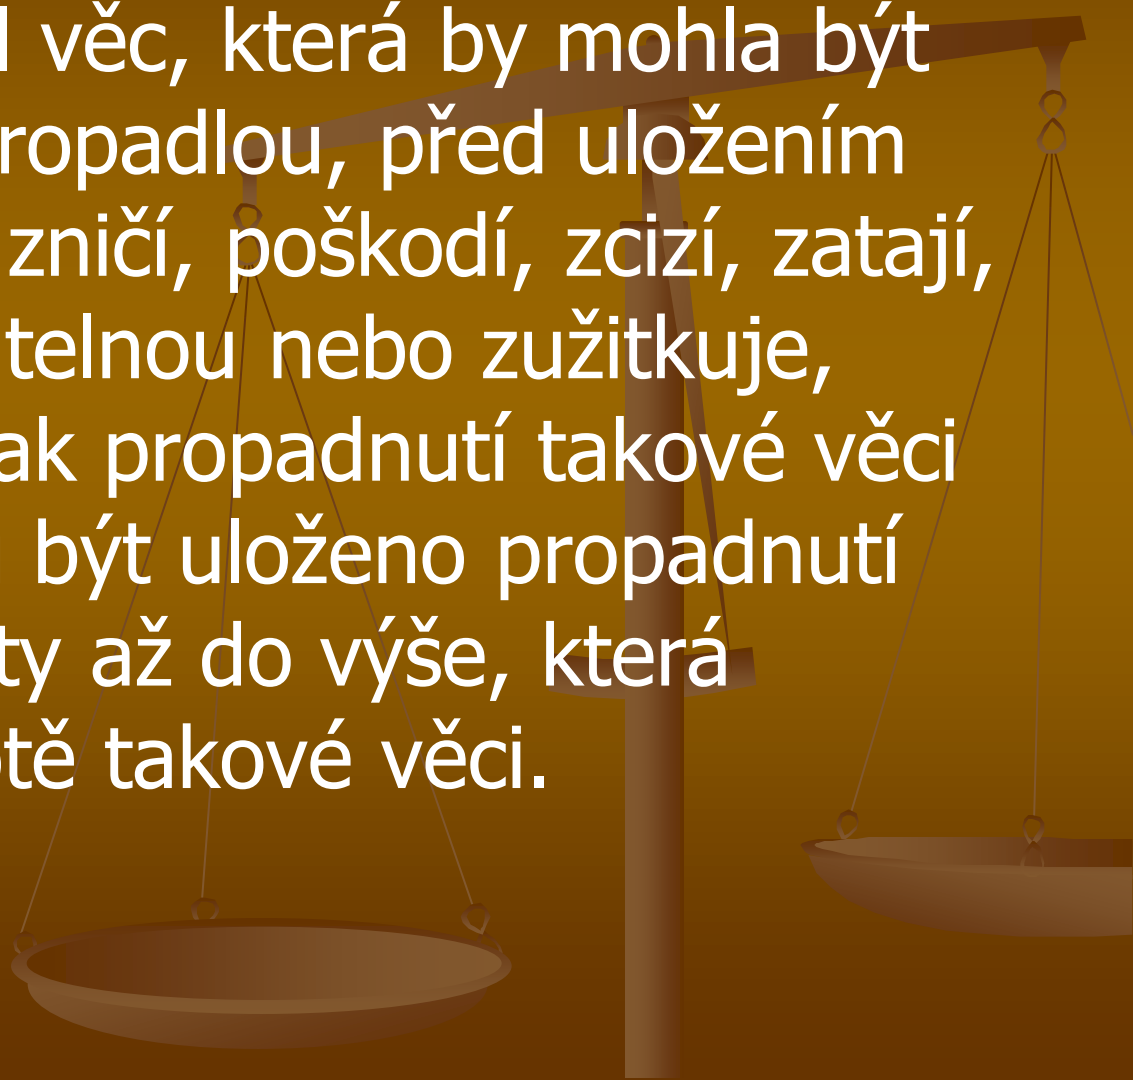 věc, která by mohla být
ropadlou, před uložením
zničí, poškodí, zcizí, zatají,
telnou nebo zužitkuje,
ak propadnutí takové věci
být uloženo propadnutí
ty až do výše, která
tě takové věci.